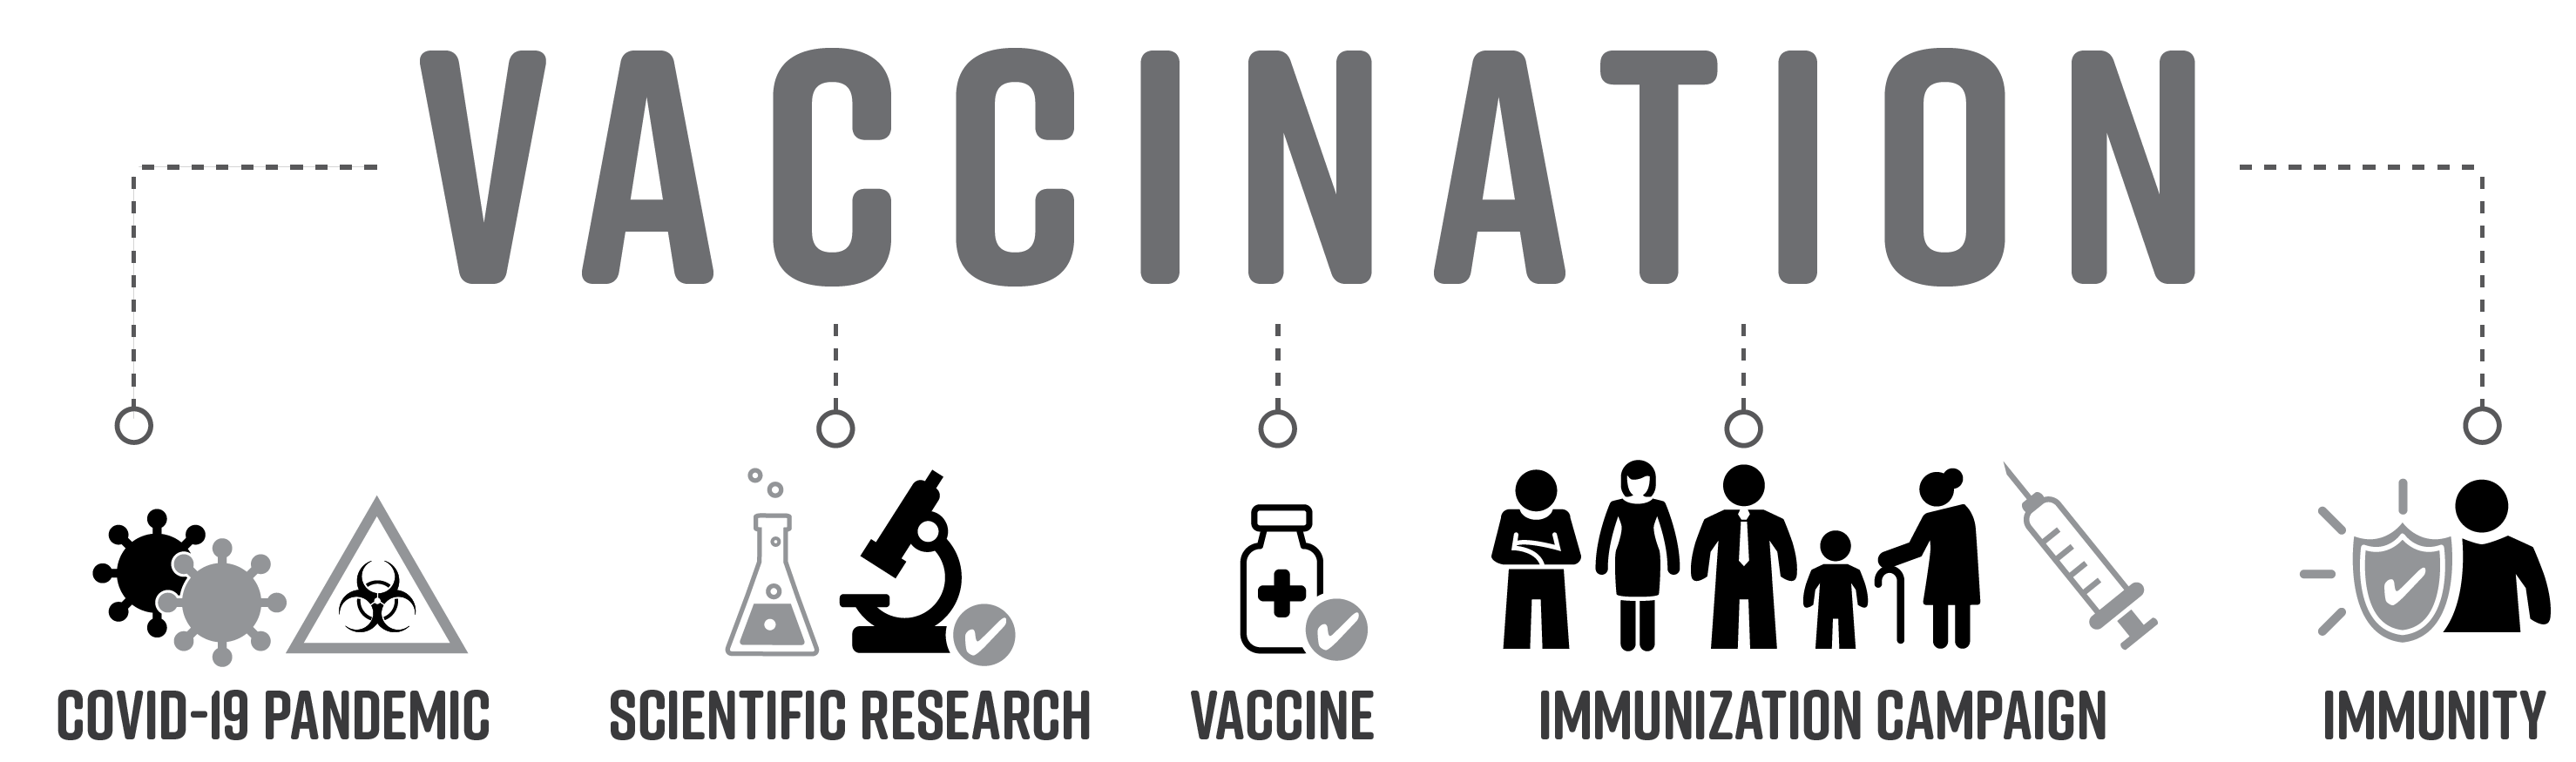 VACCINATION
COVID-19 PANDEMIC
SCIENTIFIC RESEARCH
VACCINE
IMMUNIZATION CAMPAIGN
IMMUNITY